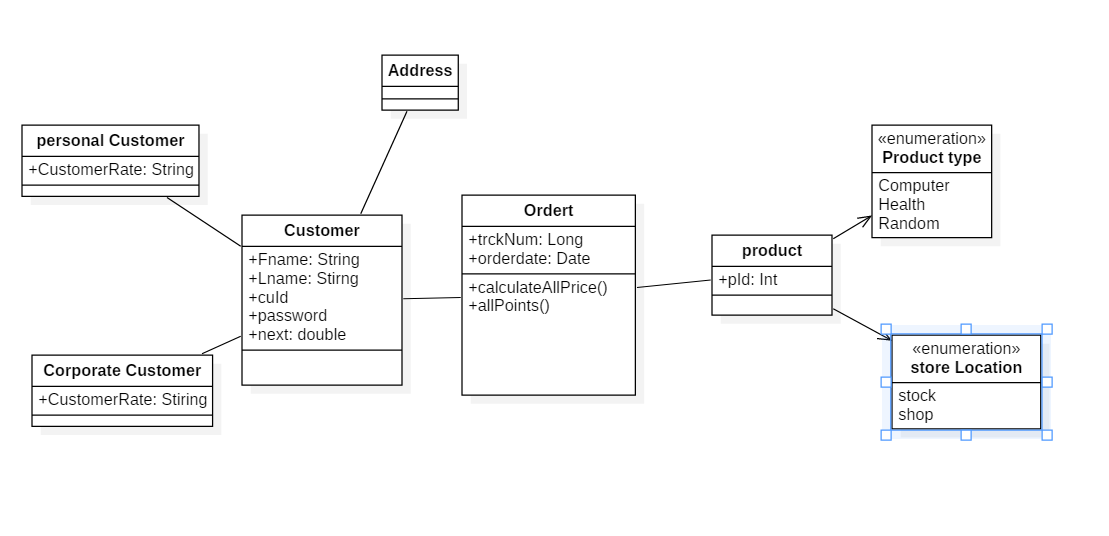 Address
personal Customer
+CustomerRate: String
Customer
+Fname: String
+Lname: Stirng
+cuId
+password
+next: double
Corporate Customer
+CustomerRate: Stiring
Ordert
+trckNum: Long
+orderdate: Date
+calculateAllPrice()
+allPoints()
product
+pId: Int
«enumeration»
Product type
Computer
Health
Random
«enumeration»
store Location
stock
shop